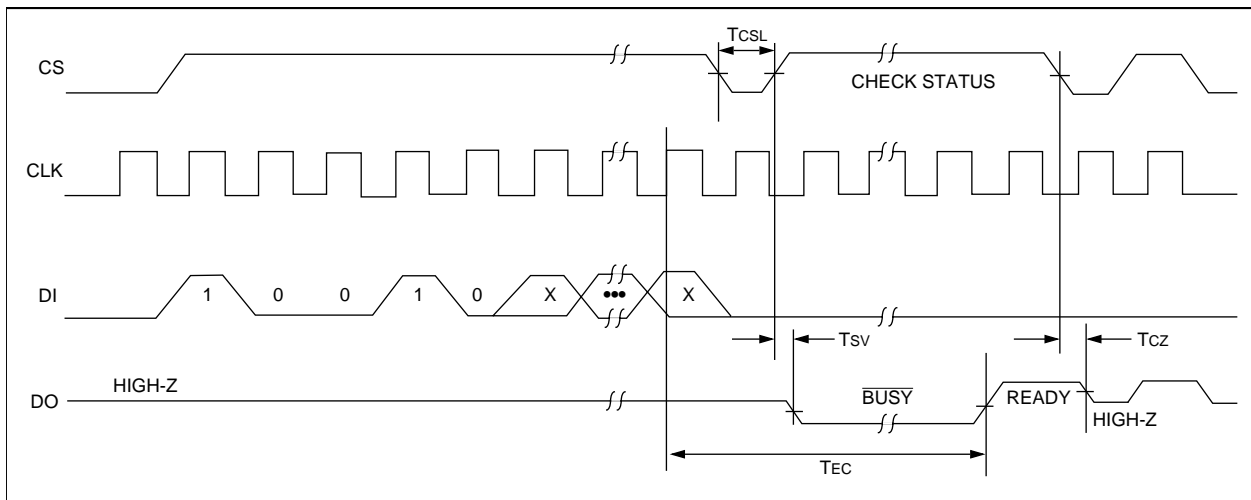 TCSL
CS
CHECK STATUS
CLK
DI
1 0 0 1 0 X ••• X
TSV
TCZ
HIGH-Z
DO
BUSY
READY
HIGH-Z
TEC